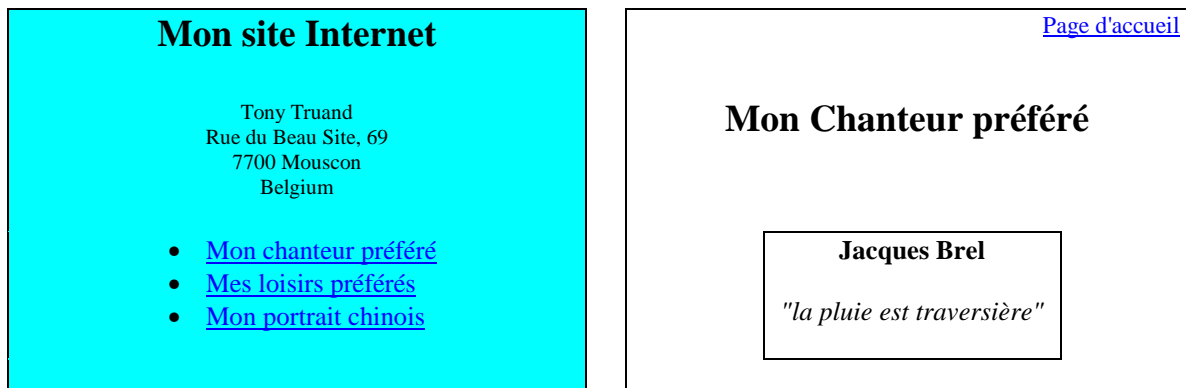 Mon site Internet
Tony Truand
Rue du Beau Site, 69
7700 Mouscon
Belgium
Mon chanteur préféré
Mes loisirs préférés
Mon portrait chinois
Page d'accueil
Mon Chanteur préféré
Jacques Brel
"la pluie est traversière"